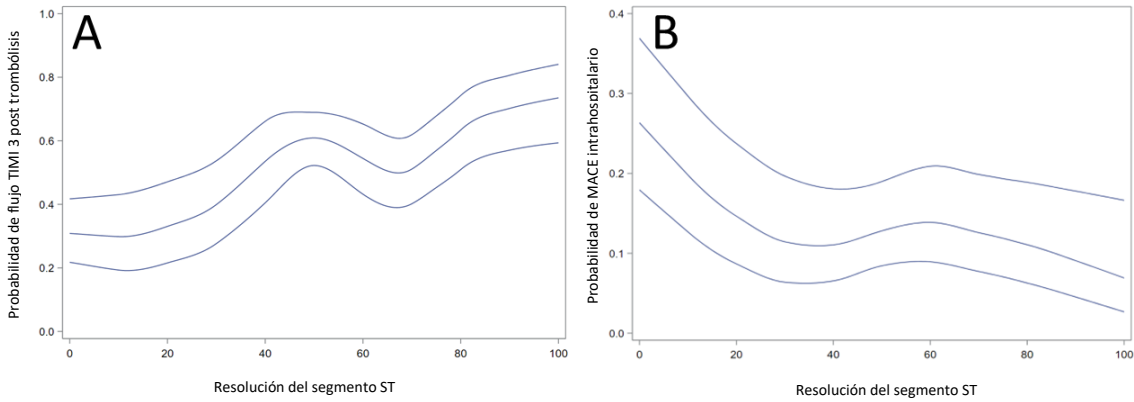 A
Probabilidad de flujo TIMI 3 post trombólisis
1.0
0.8
0.6
0.4
0.2
0.0
0 20 40 60 80 100
Resolución del segmento ST
B
Probabilidad de MACE intrahospitalario
0.4
0.3
0.2
0.1
0.0
0 20 40 60 80 100
Resolución del segmento ST